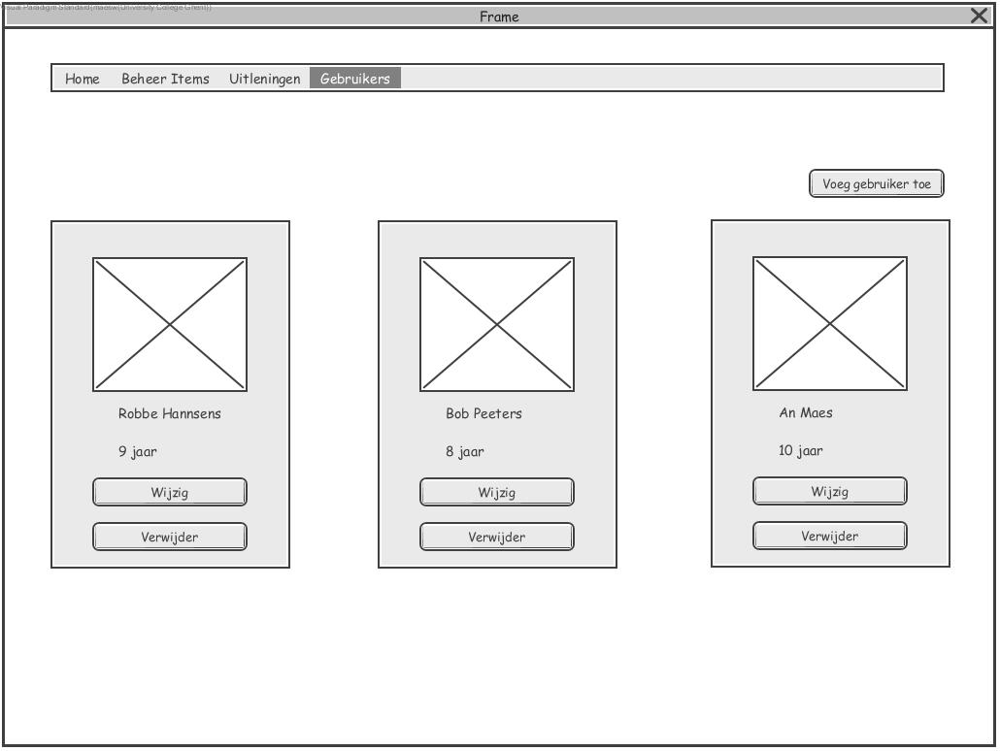 Visual Paradigm Standard(maesw(University College Ghent))
Frame
Home Beheer Items Uitleningen Gebruikers
Voeg gebruiker toe
Robbe Hannsens
9 jaar
Wijzig
Verwijder
Bob Peeters
8 jaar
Wijzig
Verwijder
An Maes
10 jaar
Wijzig
Verwijder